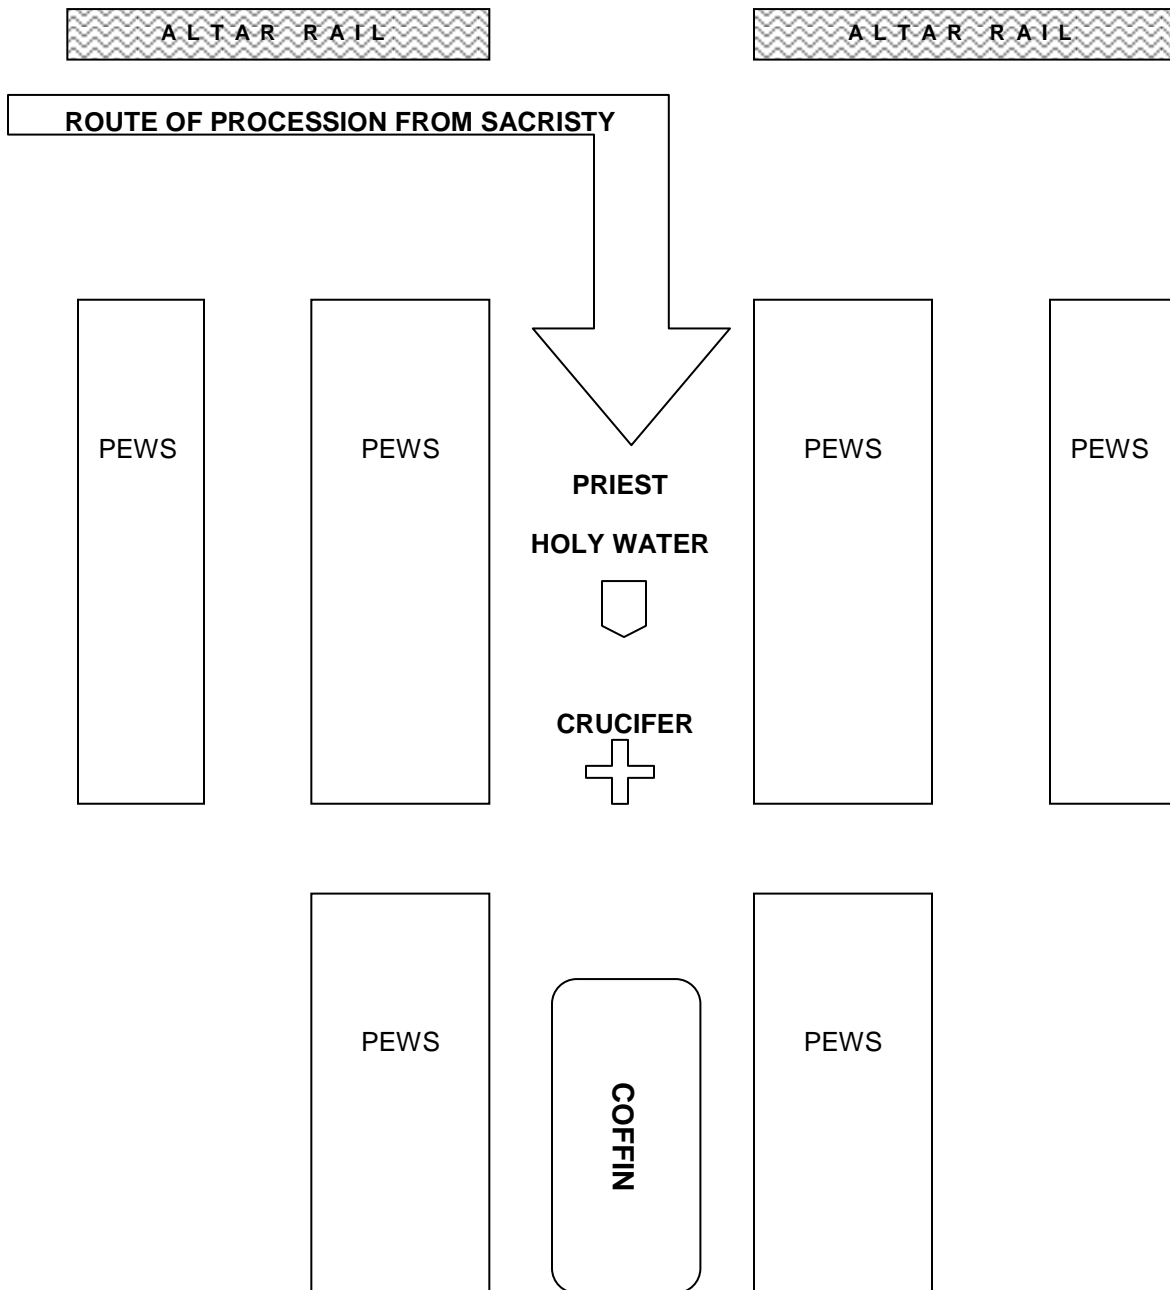 ALTAR RAIL
ALTAR RAIL
ROUTE OF PROCESSION FROM SACRISTY
PEWS
PEWS
PEWS
PEWS
PRIEST
HOLY WATER
CRUCIFER
PEWS
PEWS
COFFIN